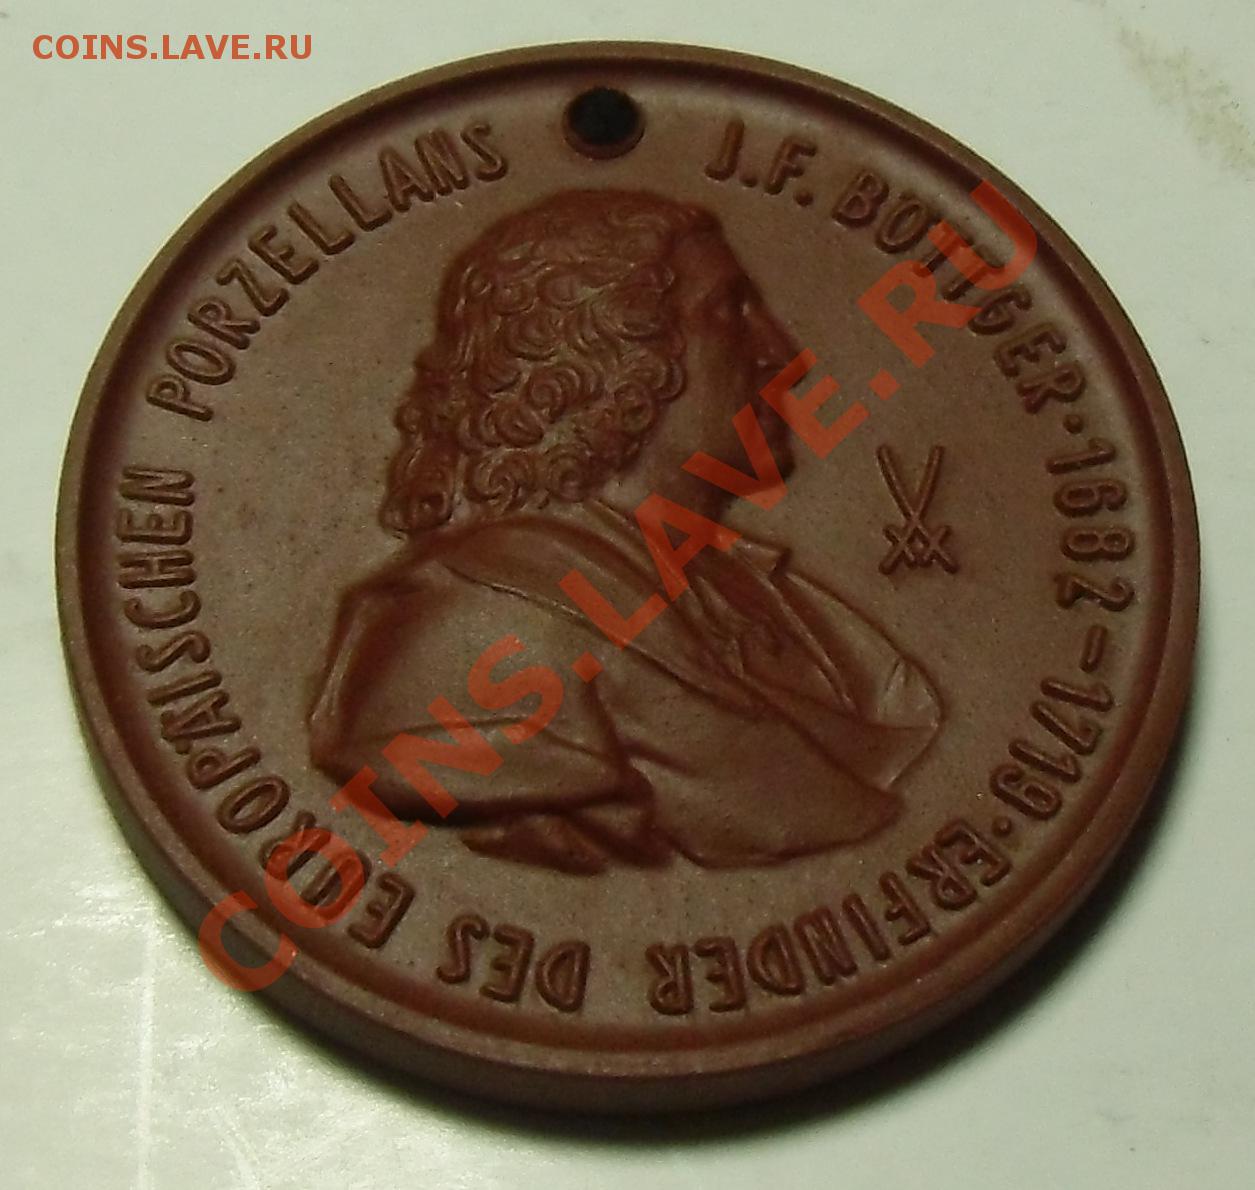 COINS.LAVE.RU
J.F. BÖTTGER·1682–1719·ERFINDER DES EUROPÄISCHEN PORZELLANS
COINS.LAVE.RU